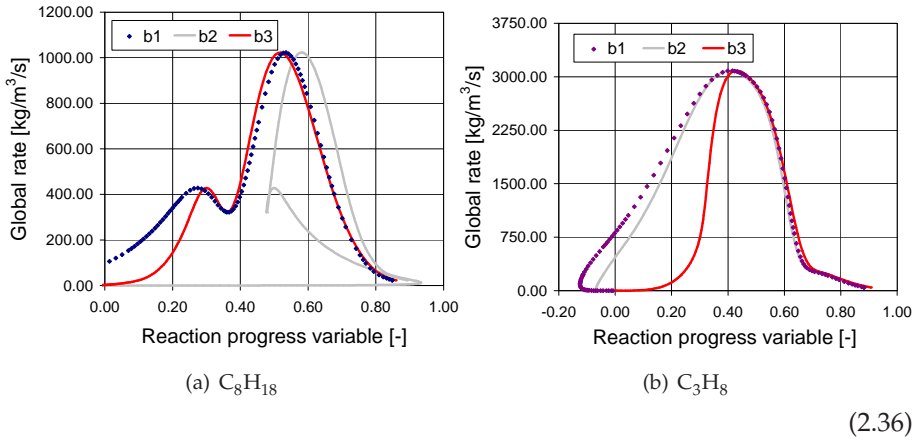 b1 b2 b3
Global rate [kg/m³/s]
1200.00
1000.00
800.00
600.00
400.00
200.00
0.00
0.00 0.20 0.40 0.60 0.80 1.00
Reaction progress variable [-]
(a) C₈H₁₈
b1 b2 b3
Global rate [kg/m³/s]
3750.00
3000.00
2250.00
1500.00
750.00
0.00
-0.20 0.00 0.20 0.40 0.60 0.80 1.00
Reaction progress variable [-]
(b) C₃H₈
(2.36)